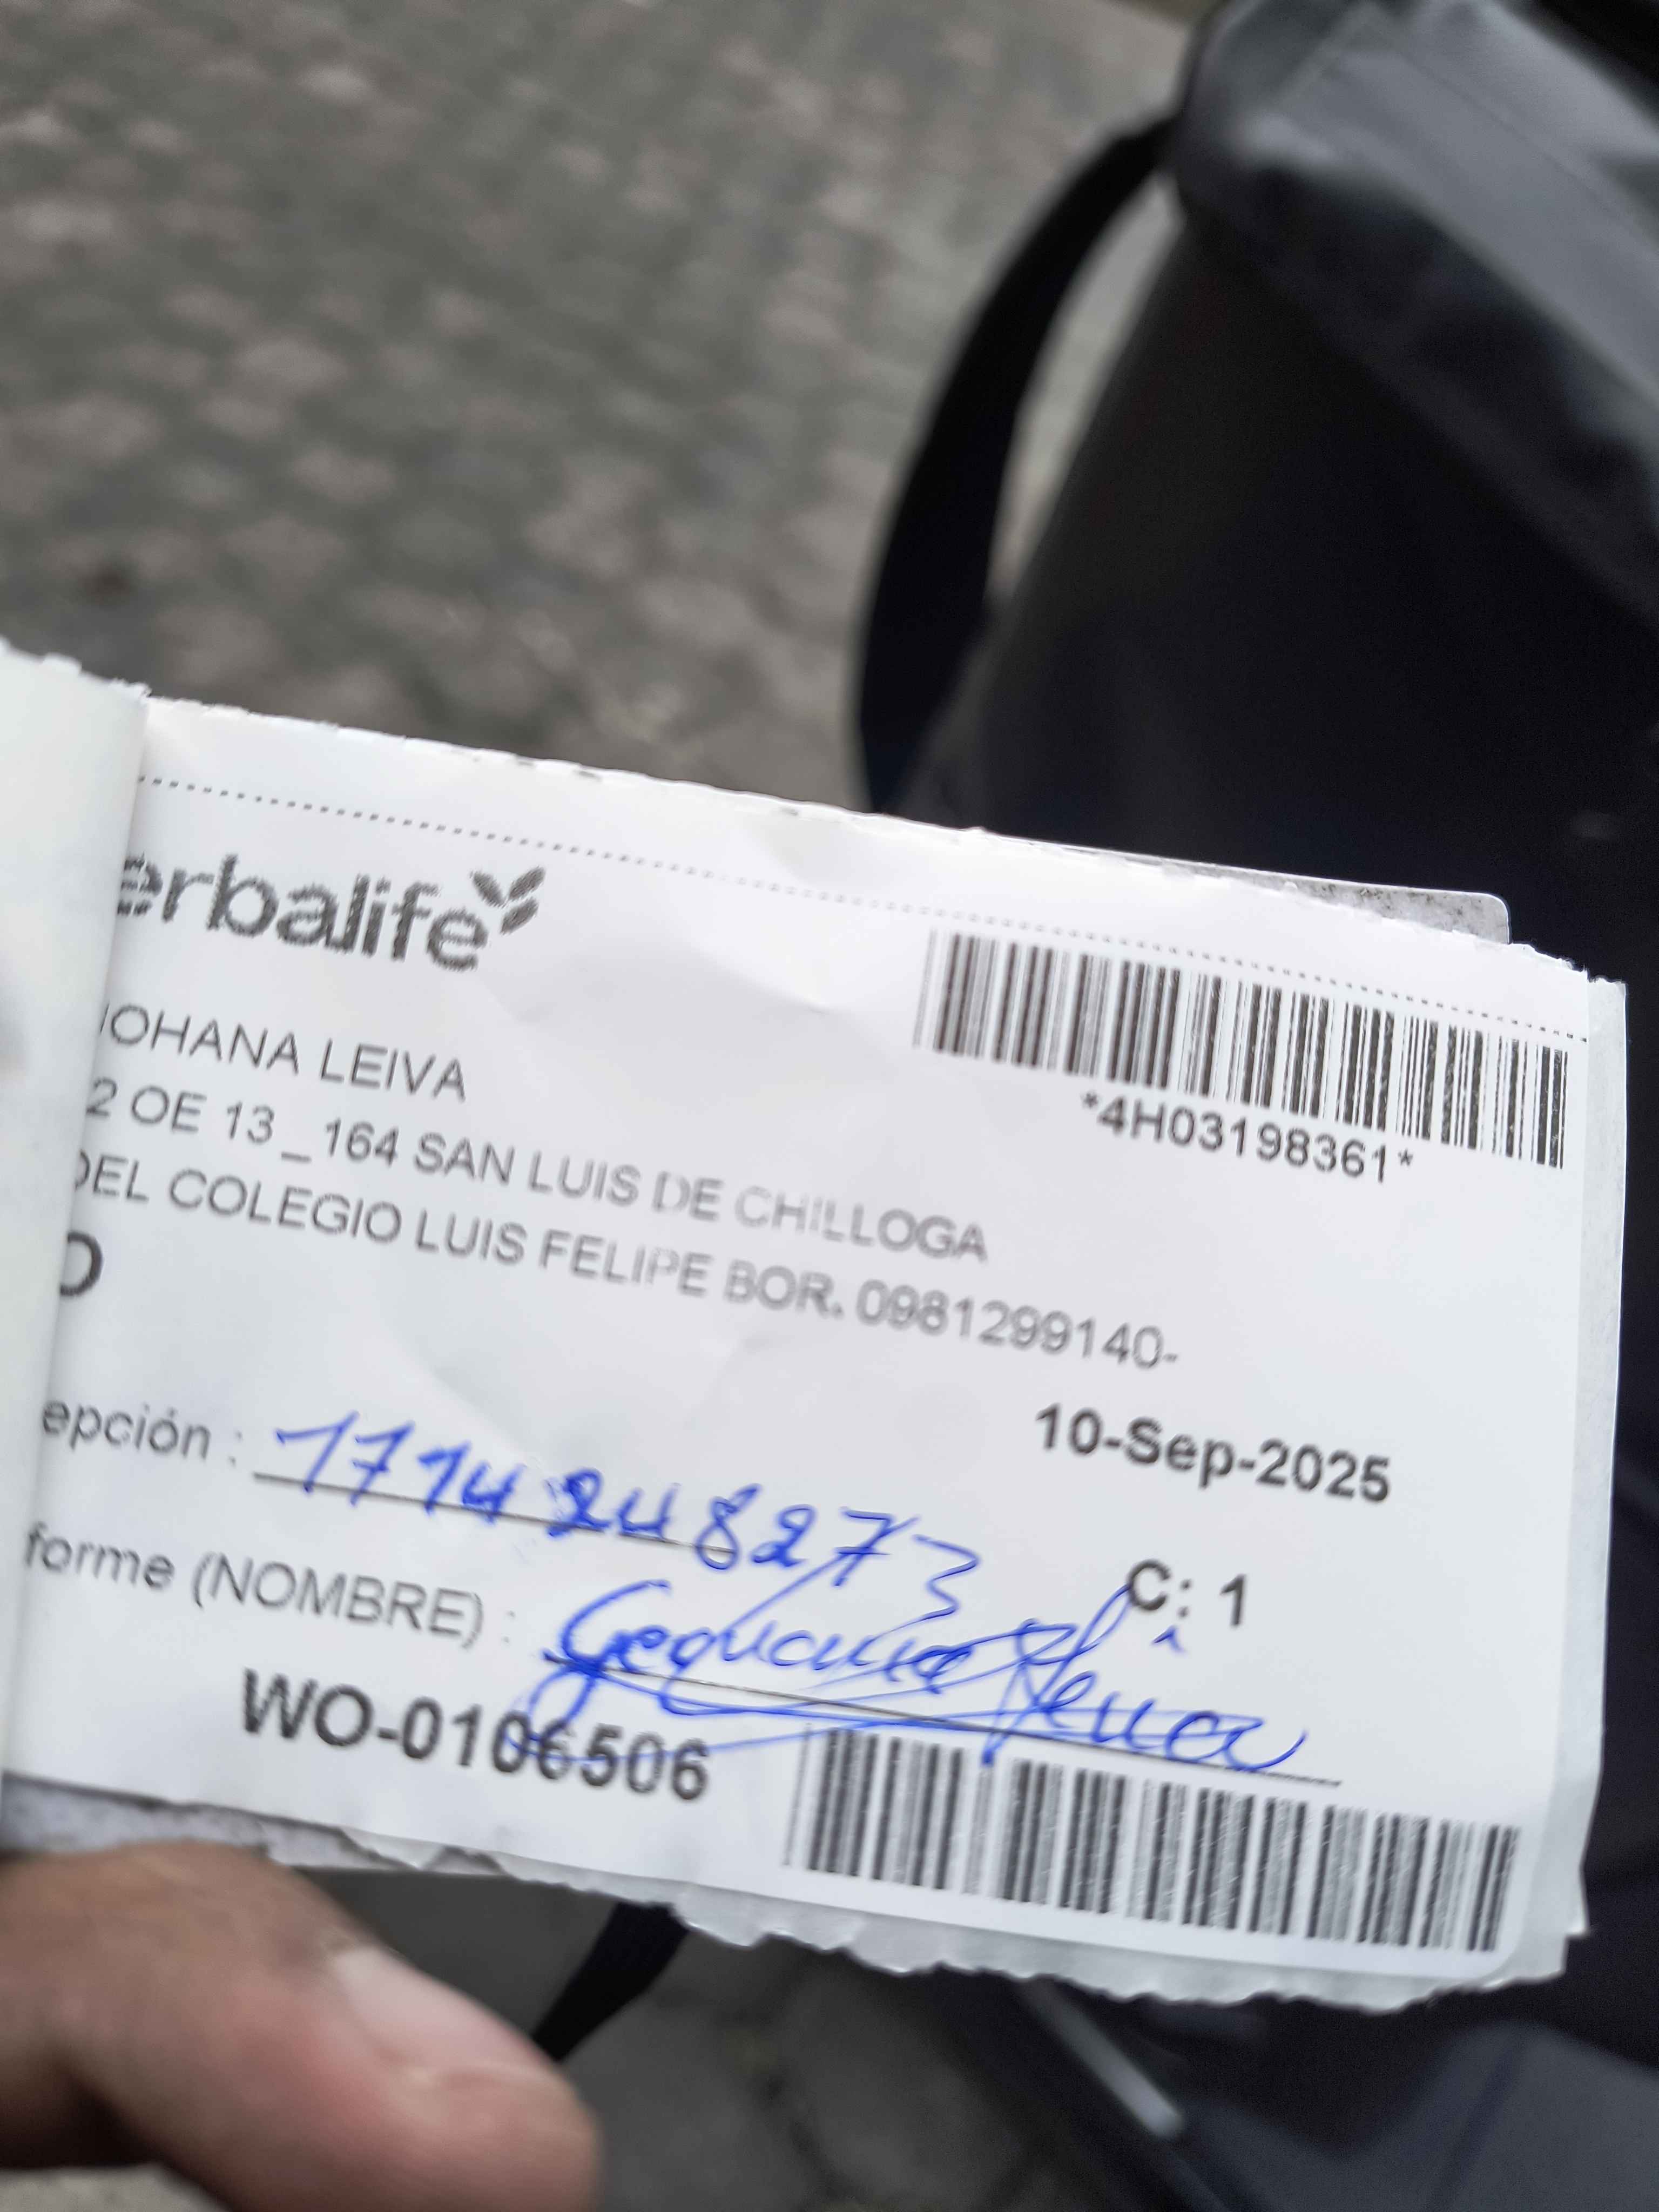 erbalife
*4H03198361*
JOHANA LEIVA
2 OE 13 _ 164 SAN LUIS DE CHILLOGA
DEL COLEGIO LUIS FELIPE BOR. 0981299140-
O
10-Sep-2025
epción : 1714248273
C: 1
forme (NOMBRE) :
WO-0106506